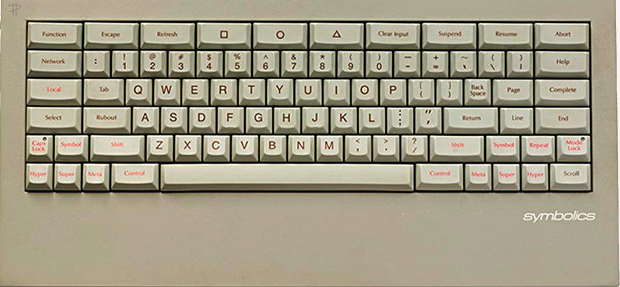 Function Escape Refresh □ ○ △ Clear Input Suspend Resume Abort
Network : ! 1 @ 2 # 3 $ 4 % 5 ^ 6 & 7 * 8 ( 9 ) 0 — - + = ~ { } | Help
Local Tab Q W E R T Y U I O P [ ( ] ) Back Space Page Complete
Select Rubout A S D F G H J K L : ; " ' Return Line End
Caps Lock Symbol Shift Z X C V B N M < , > . ? / Shift Symbol Repeat Mode Lock
Hyper Super Meta Control Control Meta Super Hyper Scroll
symbolics